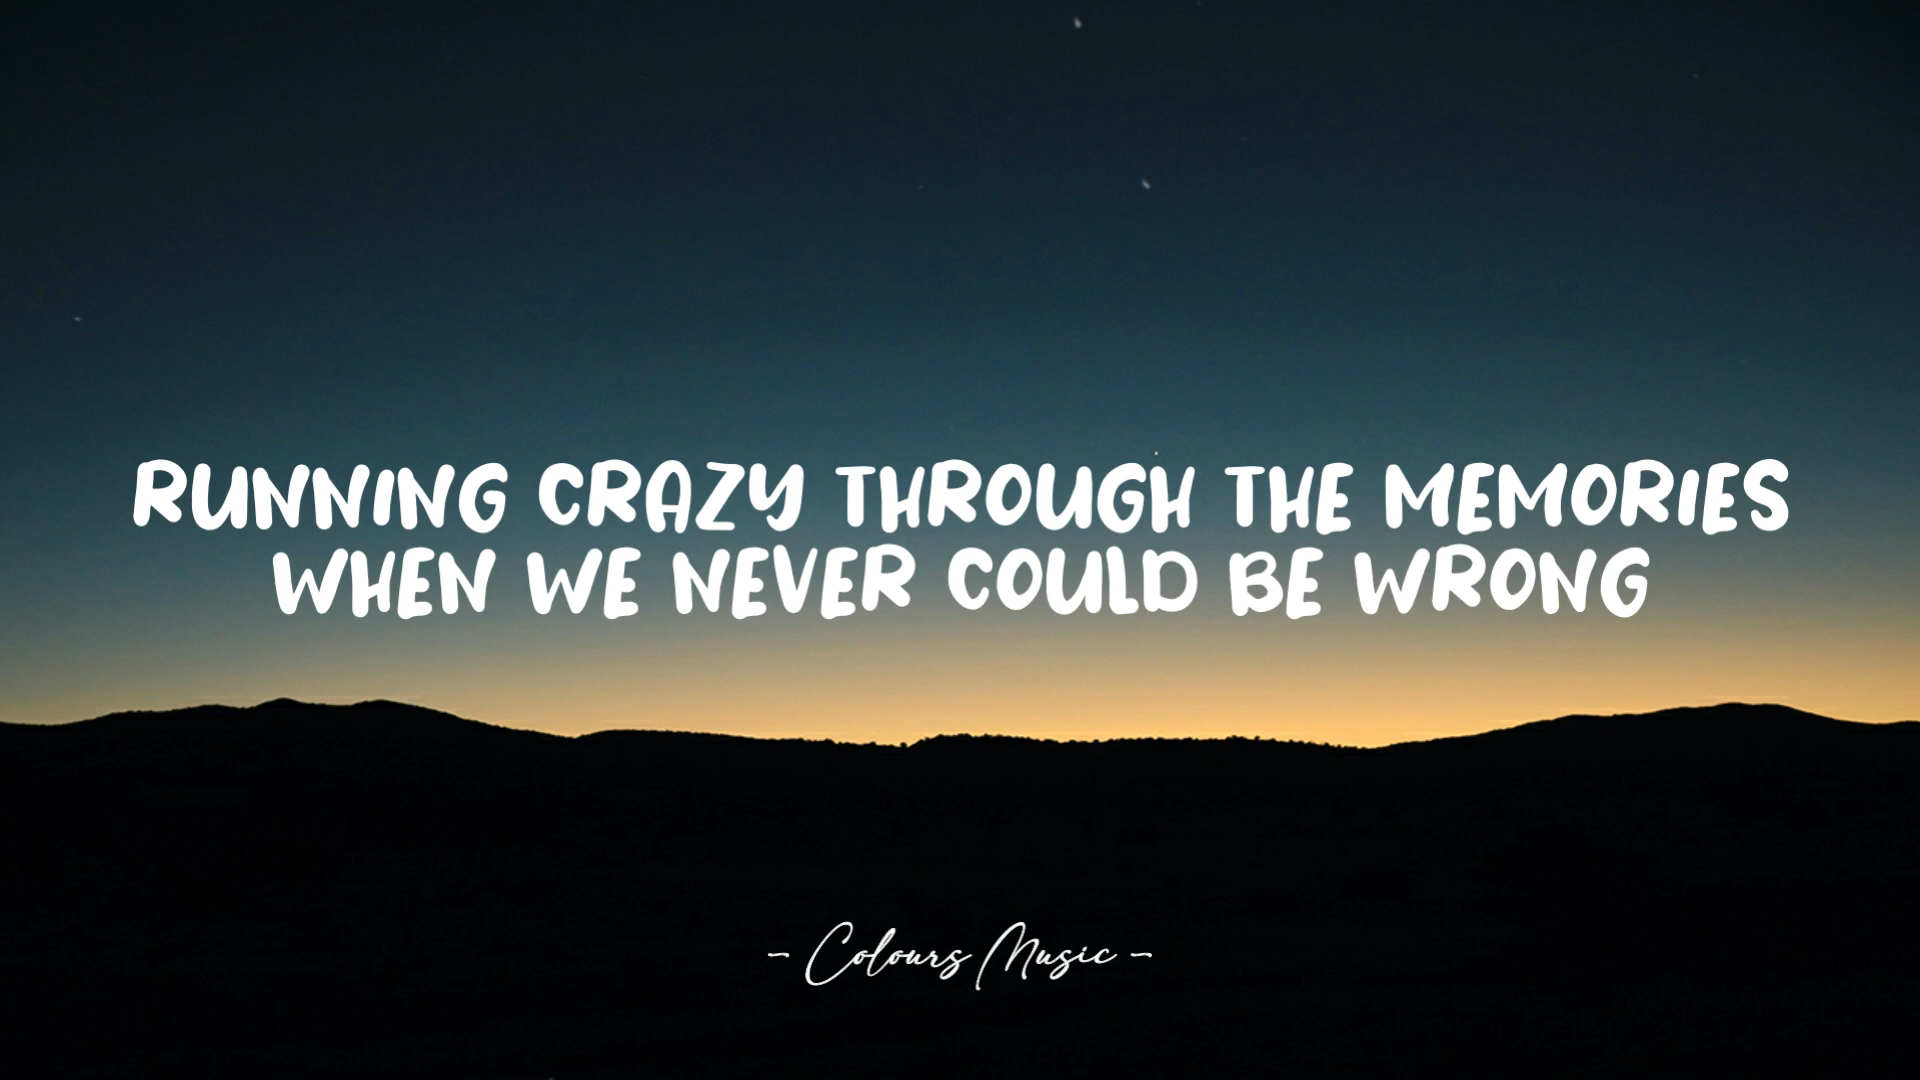 RUNNING CRAZY THROUGH THE MEMORIES
WHEN WE NEVER COULD BE WRONG
- Colours Music -